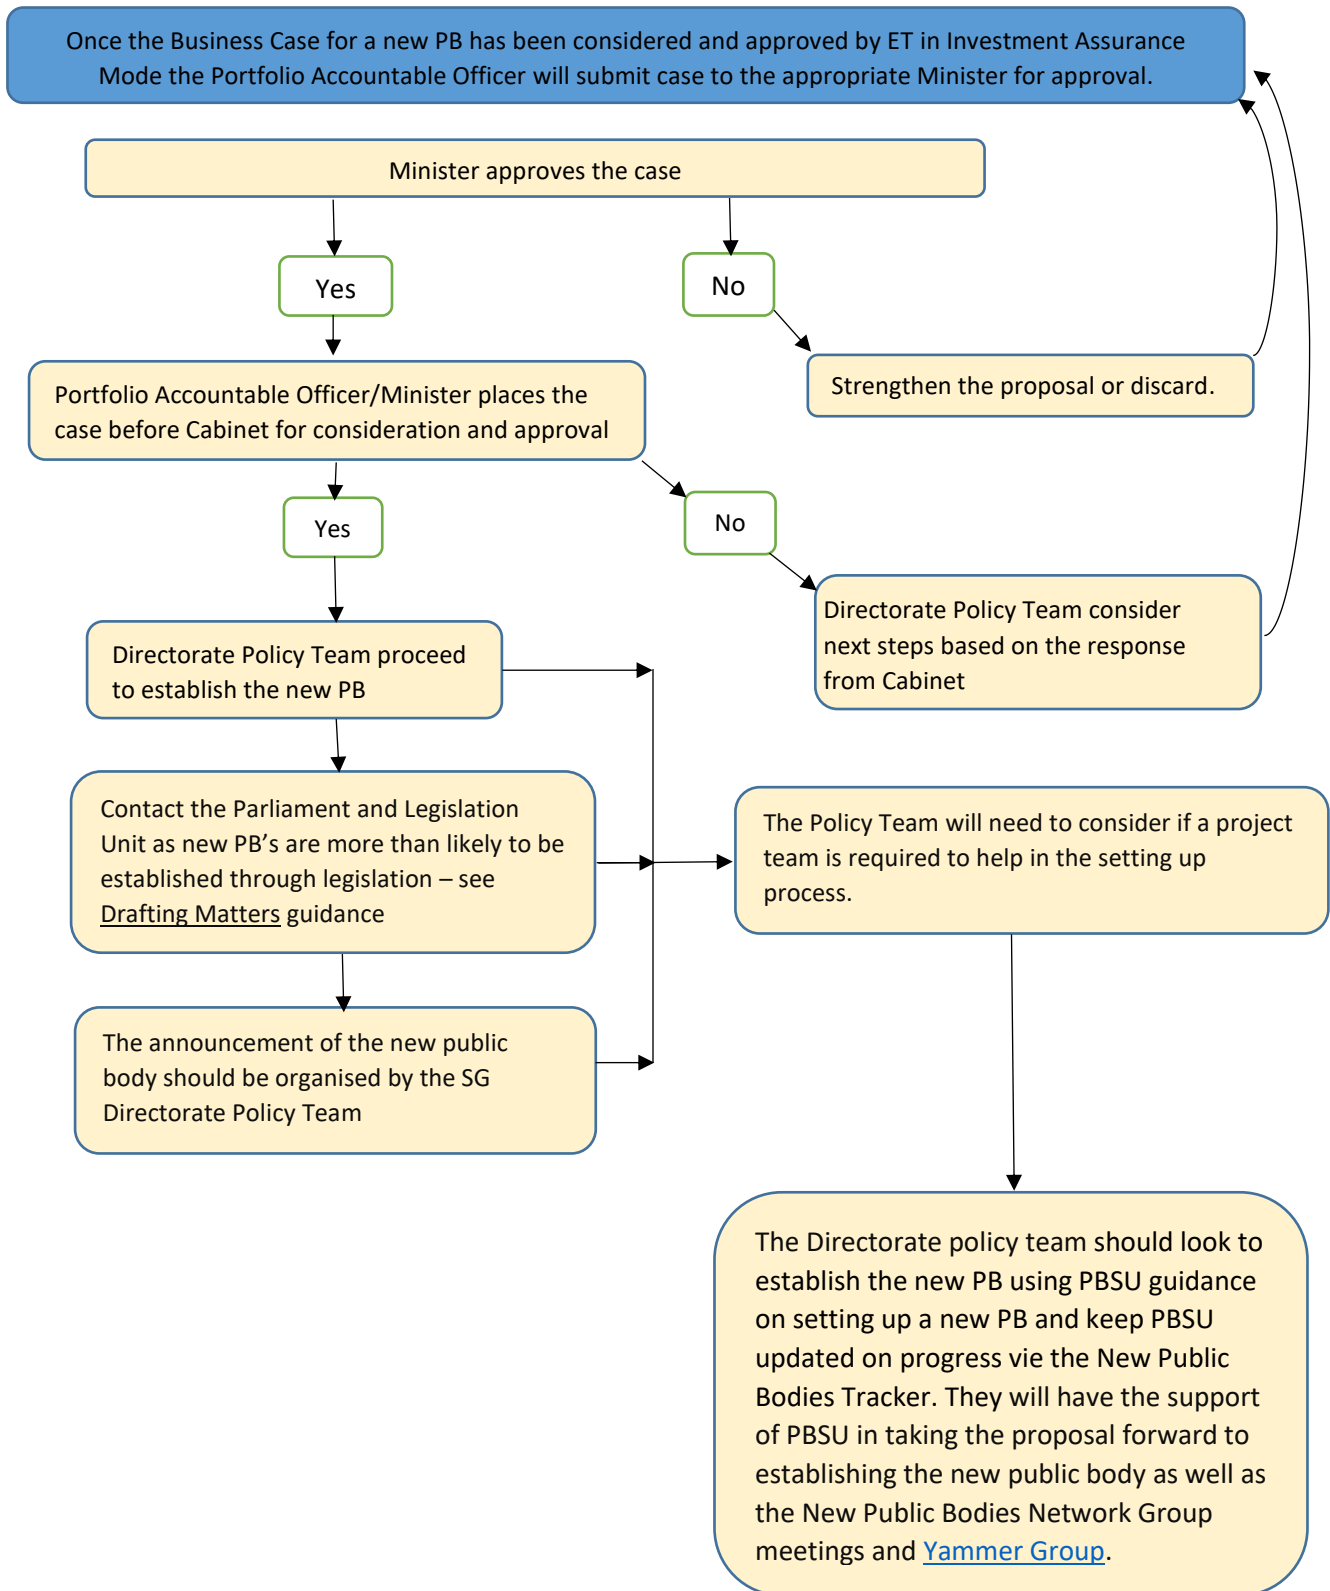 Once the Business Case for a new PB has been considered and approved by ET in Investment Assurance
Mode the Portfolio Accountable Officer will submit case to the appropriate Minister for approval.
Minister approves the case
Yes
No
Strengthen the proposal or discard.
Portfolio Accountable Officer/Minister places the
case before Cabinet for consideration and approval
Yes
No
Directorate Policy Team consider
next steps based on the response
from Cabinet
Directorate Policy Team proceed
to establish the new PB
Contact the Parliament and Legislation
Unit as new PB’s are more than likely to be
established through legislation – see
Drafting Matters guidance
The Policy Team will need to consider if a project
team is required to help in the setting up
process.
The announcement of the new public
body should be organised by the SG
Directorate Policy Team
The Directorate policy team should look to
establish the new PB using PBSU guidance
on setting up a new PB and keep PBSU
updated on progress vie the New Public
Bodies Tracker. They will have the support
of PBSU in taking the proposal forward to
establishing the new public body as well as
the New Public Bodies Network Group
meetings and Yammer Group.